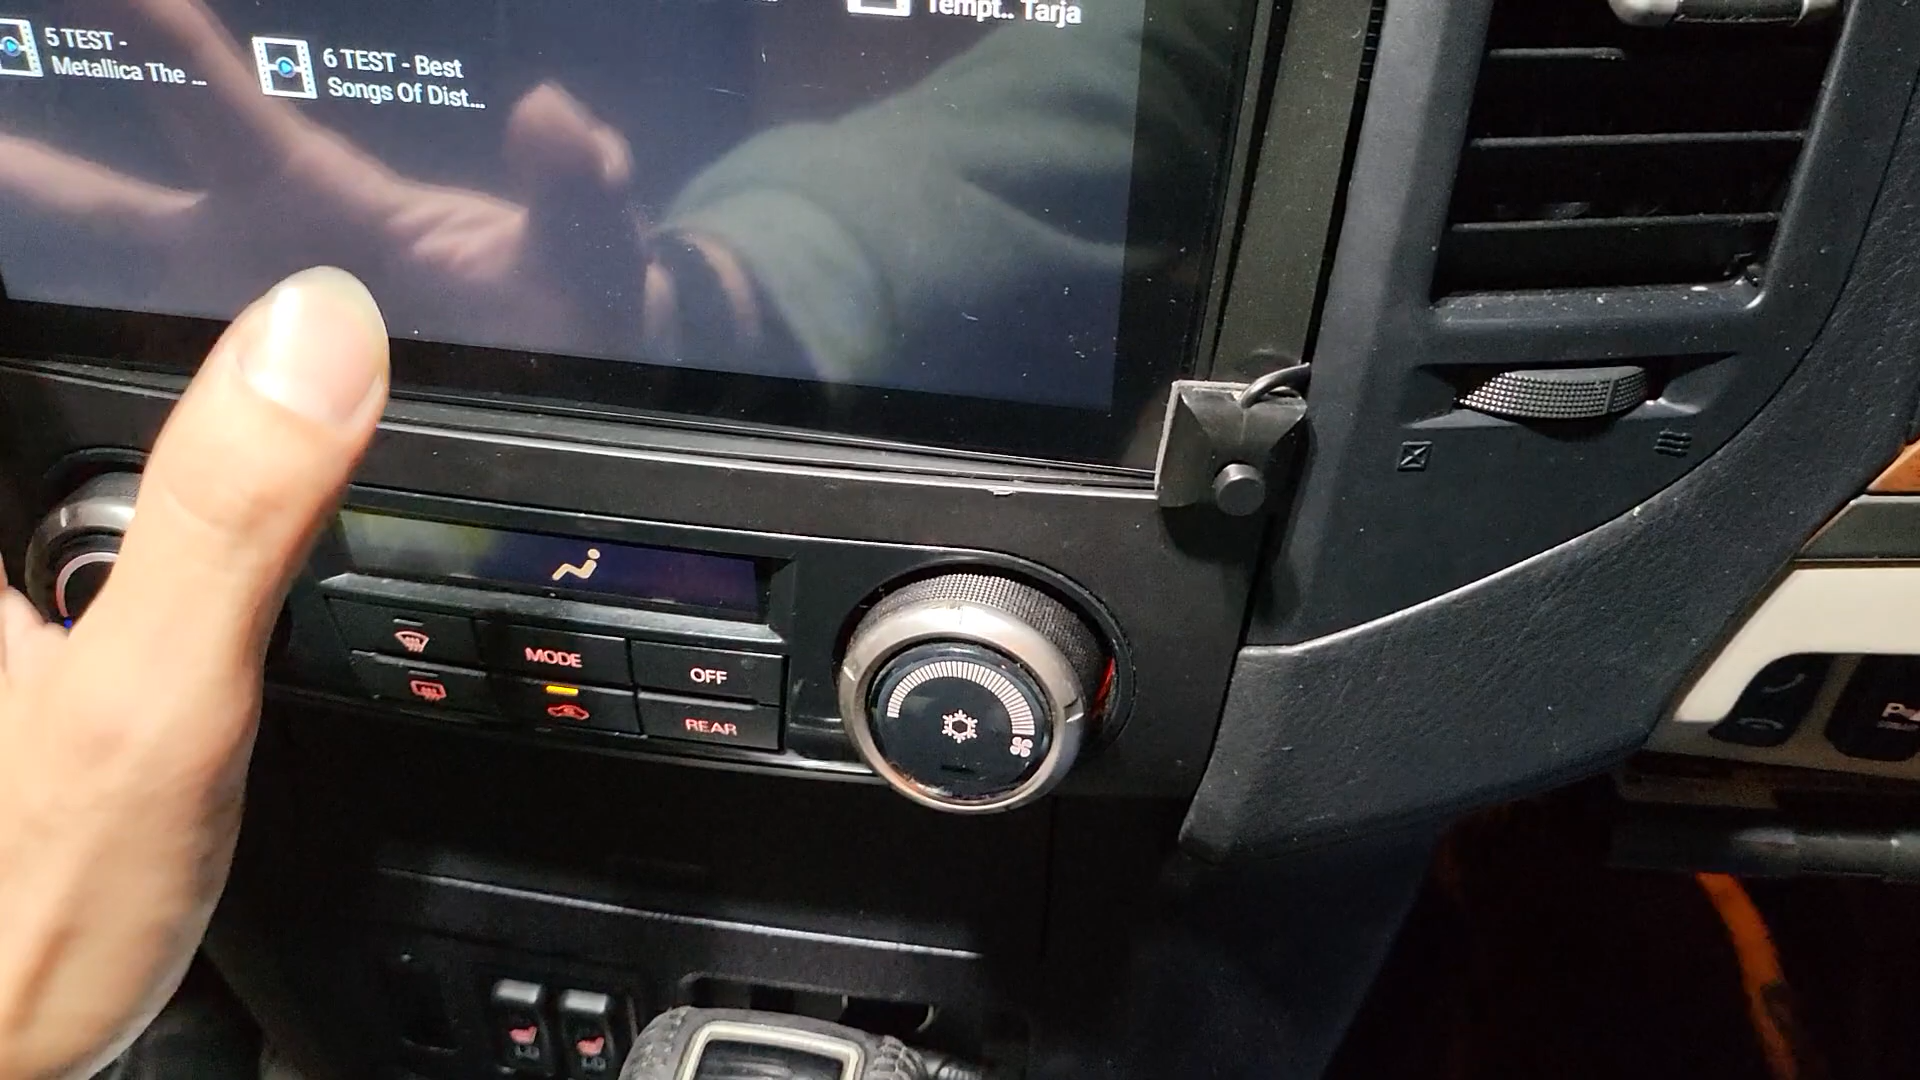 Tempt.. Tarja
5 TEST -
Metallica The ...
6 TEST - Best
Songs Of Dist...
MODE
OFF
REAR